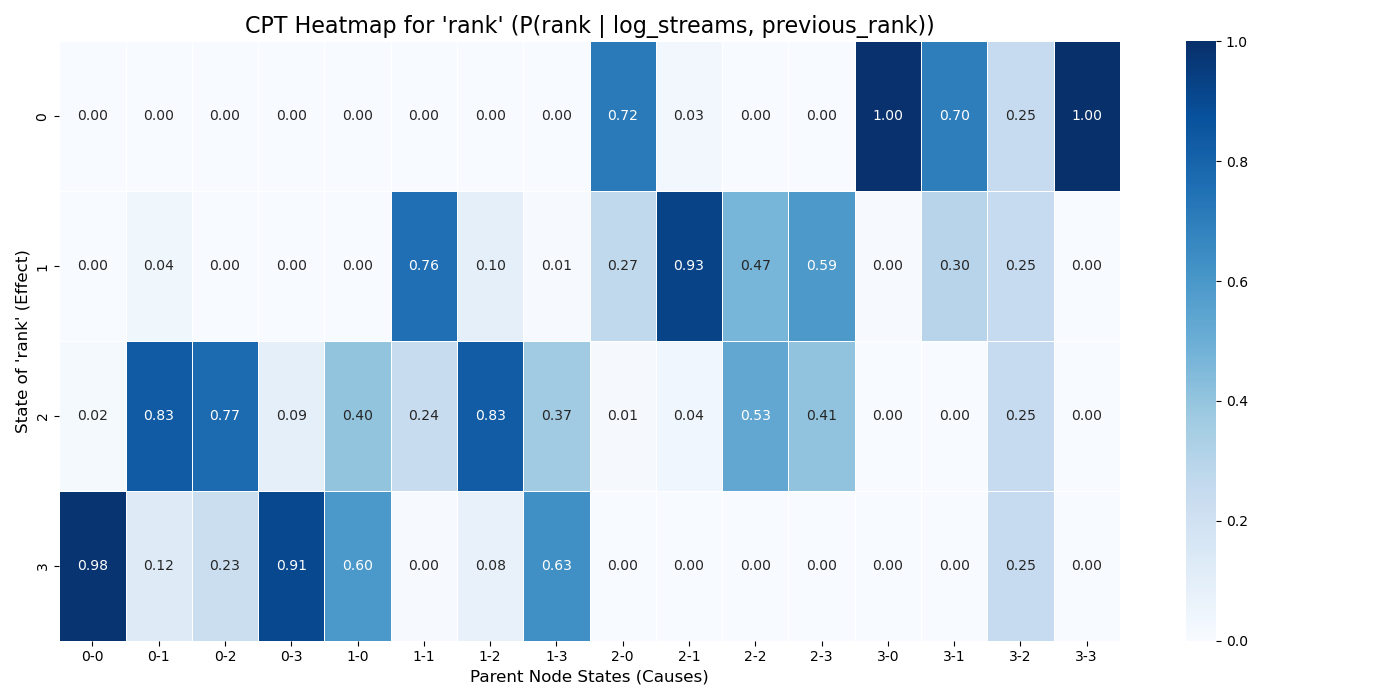 CPT Heatmap for 'rank' (P(rank | log_streams, previous_rank))
State of 'rank' (Effect)
0 0.00 0.00 0.00 0.00 0.00 0.00 0.00 0.00 0.72 0.03 0.00 0.00 1.00 0.70 0.25 1.00
1 0.00 0.04 0.00 0.00 0.00 0.76 0.10 0.01 0.27 0.93 0.47 0.59 0.00 0.30 0.25 0.00
2 0.02 0.83 0.77 0.09 0.40 0.24 0.83 0.37 0.01 0.04 0.53 0.41 0.00 0.00 0.25 0.00
3 0.98 0.12 0.23 0.91 0.60 0.00 0.08 0.63 0.00 0.00 0.00 0.00 0.00 0.00 0.25 0.00
0-0 0-1 0-2 0-3 1-0 1-1 1-2 1-3 2-0 2-1 2-2 2-3 3-0 3-1 3-2 3-3
Parent Node States (Causes)
1.0
0.8
0.6
0.4
0.2
0.0